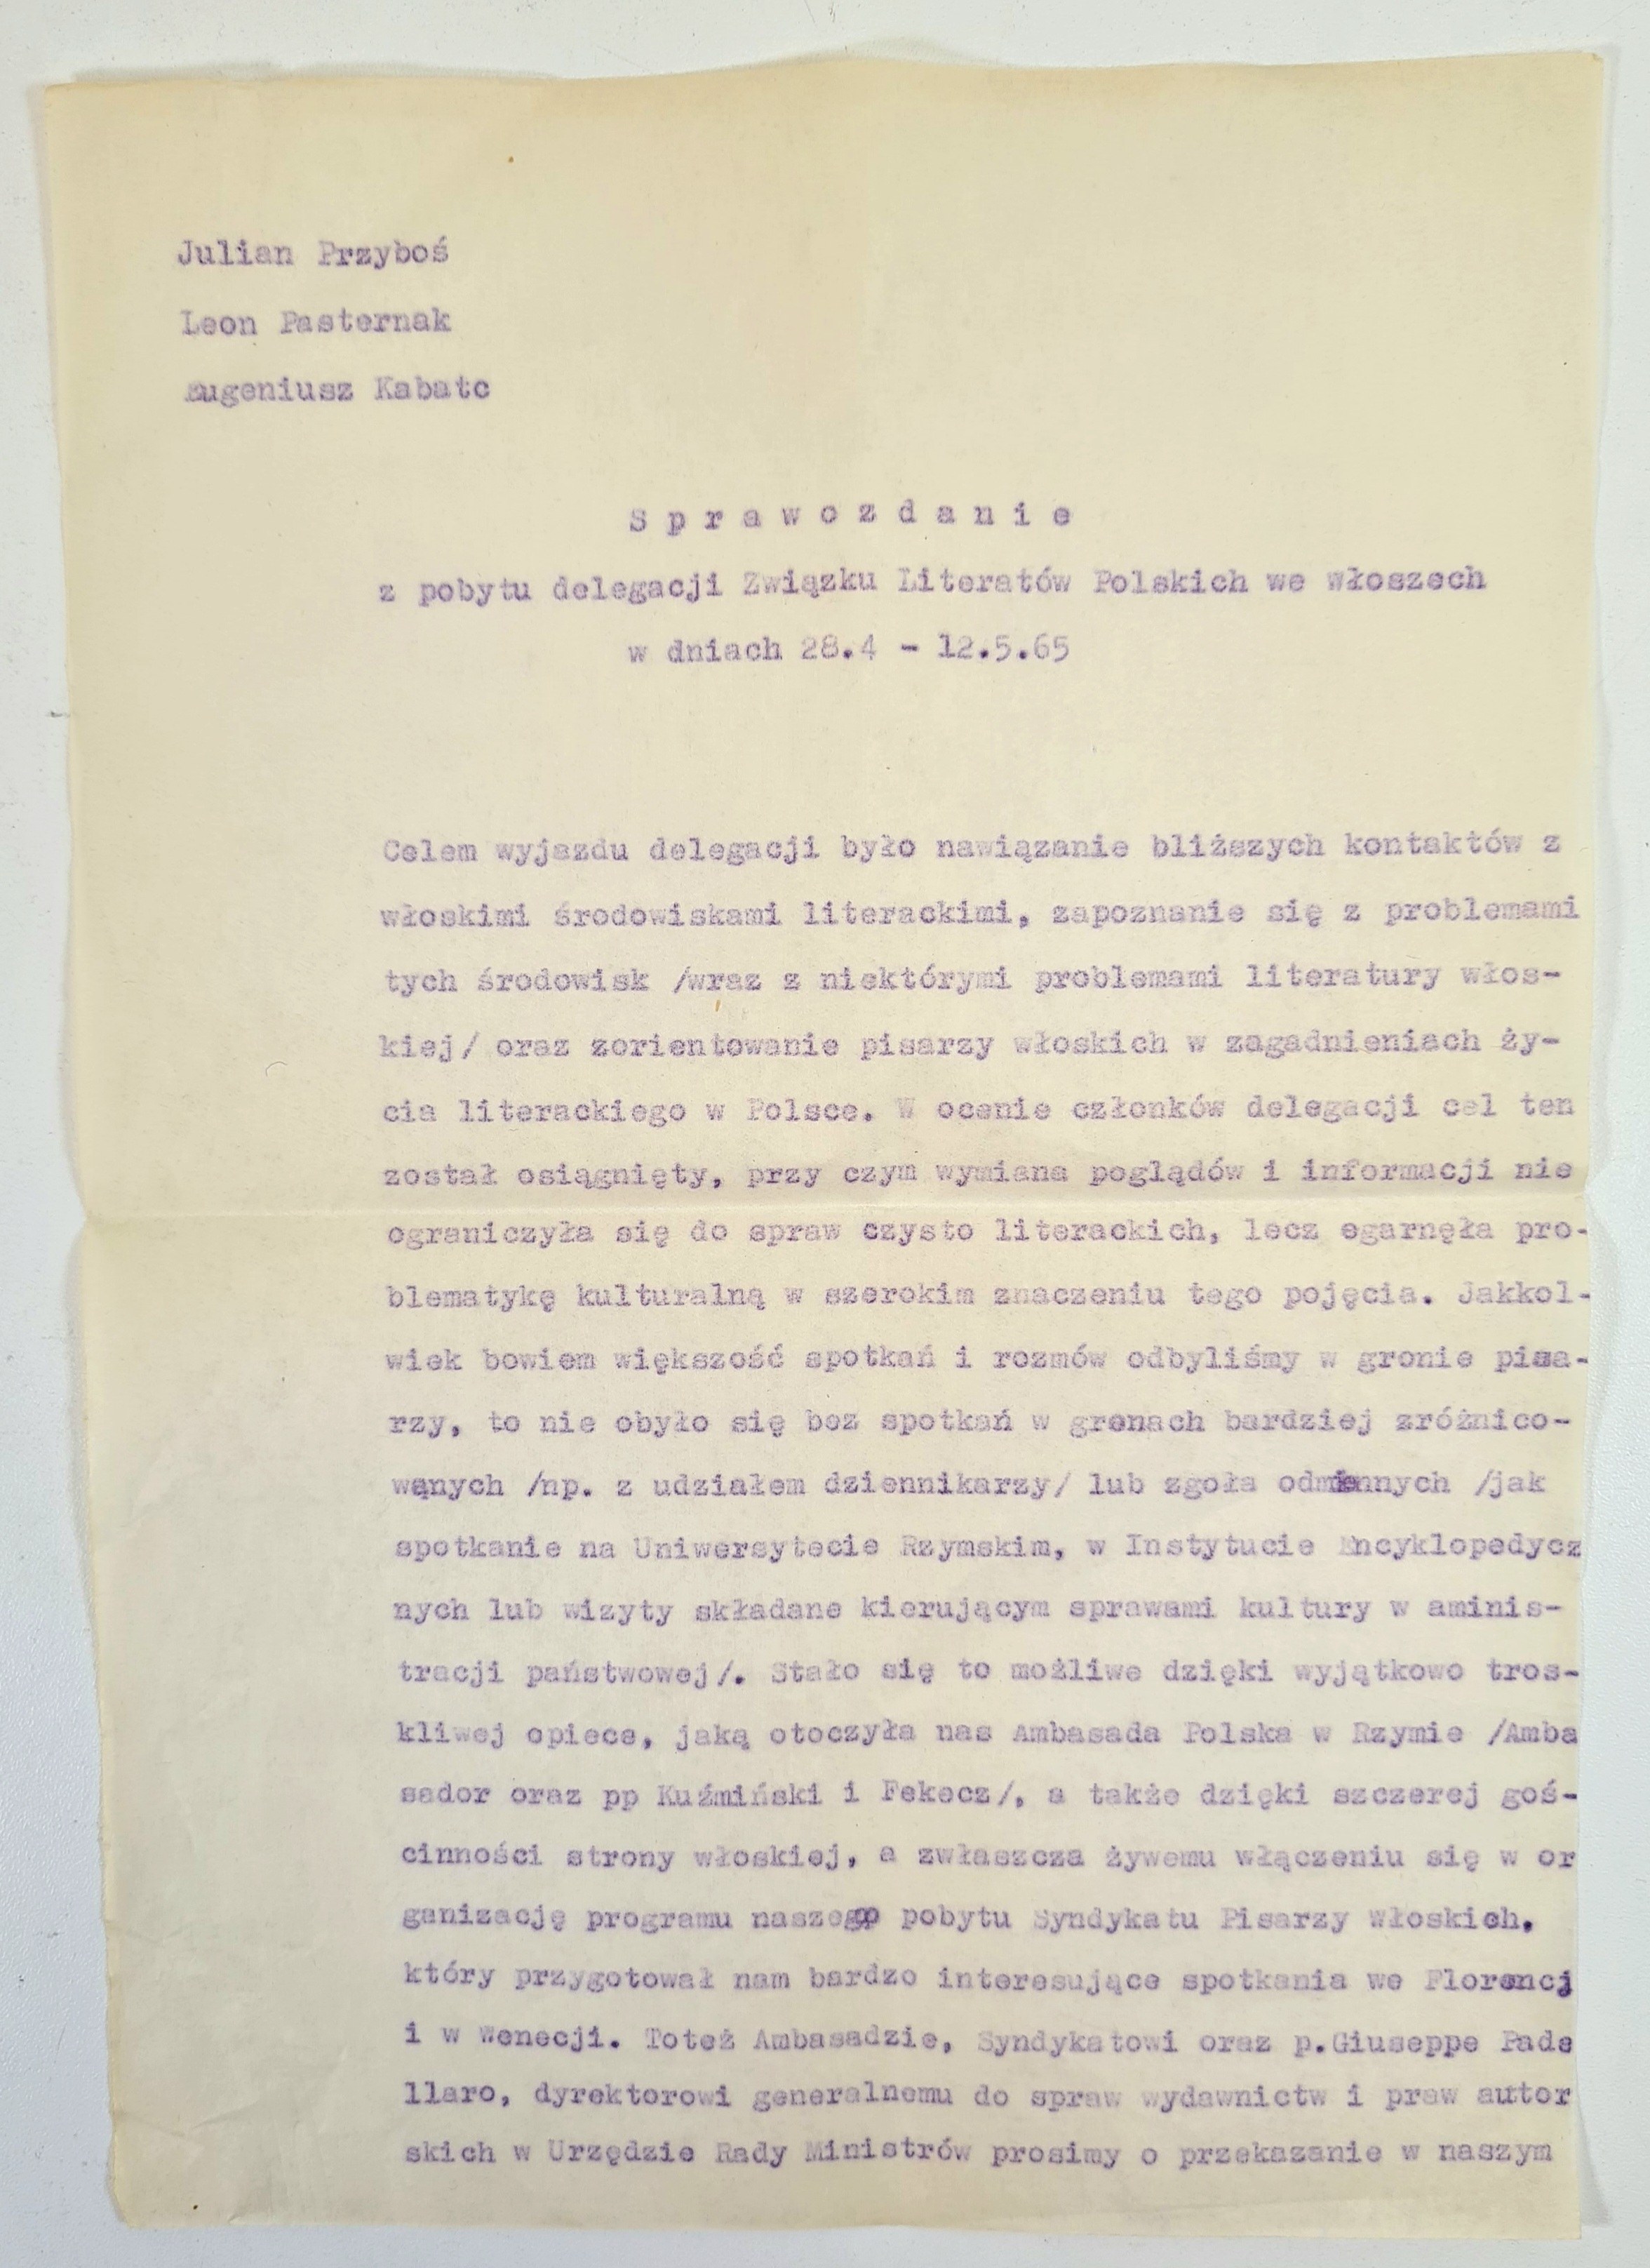 Julian Przyboś
Leon Pasternak
Eugeniusz Kabatc
S p r a w o z d a n i e
z pobytu delegacji Związku Literatów Polskich we Włoszech
w dniach 28.4 - 12.5.65
Celem wyjazdu delegacji było nawiązanie bliższych kontaktów z
włoskimi środowiskami literackimi, zapoznanie się z problemami
tych środowisk /wraz z niektórymi problemami literatury włos-
kiej/ oraz zorientowanie pisarzy włoskich w zagadnieniach ży-
cia literackiego w Polsce. W ocenie członków delegacji cel ten
został osiągnięty, przy czym wymiana poglądów i informacji nie
ograniczyła się do spraw czysto literackich, lecz ogarnęła pro-
blematykę kulturalną w szerokim znaczeniu tego pojęcia. Jakkol-
wiek bowiem większość spotkań i rozmów odbyliśmy w gronie pisa-
rzy, to nie obyło się bez spotkań w gronach bardziej zróżnico-
wanych /np. z udziałem dziennikarzy/ lub zgoła odmiennych /jak
spotkanie na Uniwersytecie Rzymskim, w Instytucie Encyklopedycz
nych lub wizyty składane kierującym sprawami kultury w aminis-
tracji państwowej/. Stało się to możliwe dzięki wyjątkowo tros-
kliwej opiece, jaką otoczyła nas Ambasada Polska w Rzymie /Amba
sador oraz pp Kuźmiński i Fekecz/, a także dzięki szczerej goś-
cinności strony włoskiej, a zwłaszcza żywemu włączeniu się w or
ganizację programu naszego pobytu Syndykatu Pisarzy Włoskich,
który przygotował nam bardzo interesujące spotkania we Florencj
i w Wenecji. Toteż Ambasadzie, Syndykatowi oraz p.Giuseppe Pade
llaro, dyrektorowi generalnemu do spraw wydawnictw i praw autor
skich w Urzędzie Rady Ministrów prosimy o przekazanie w naszym